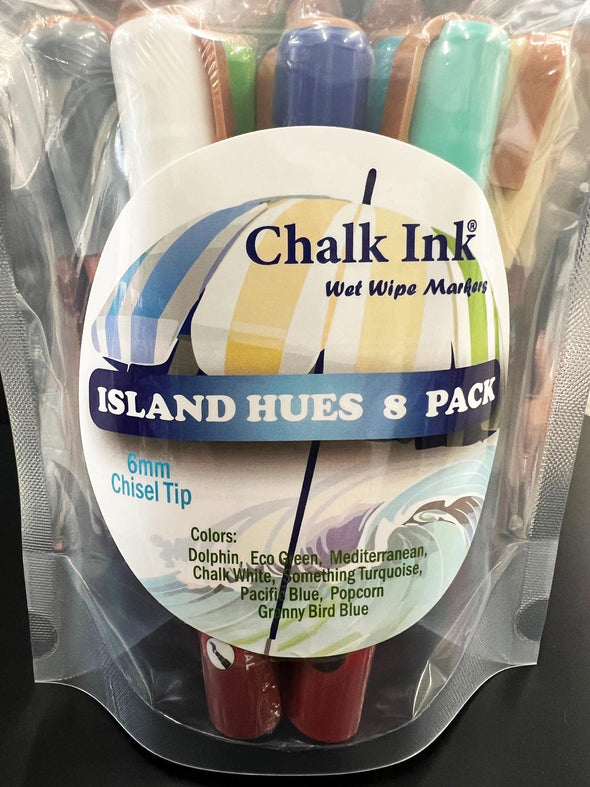 Chalk Ink®
Wet Wipe Markers
ISLAND HUES 8 PACK
6mm
Chisel Tip
Colors:
Dolphin, Eco Green, Mediterranean,
Chalk White, Something Turquoise,
Pacific Blue, Popcorn
Granny Bird Blue
AL